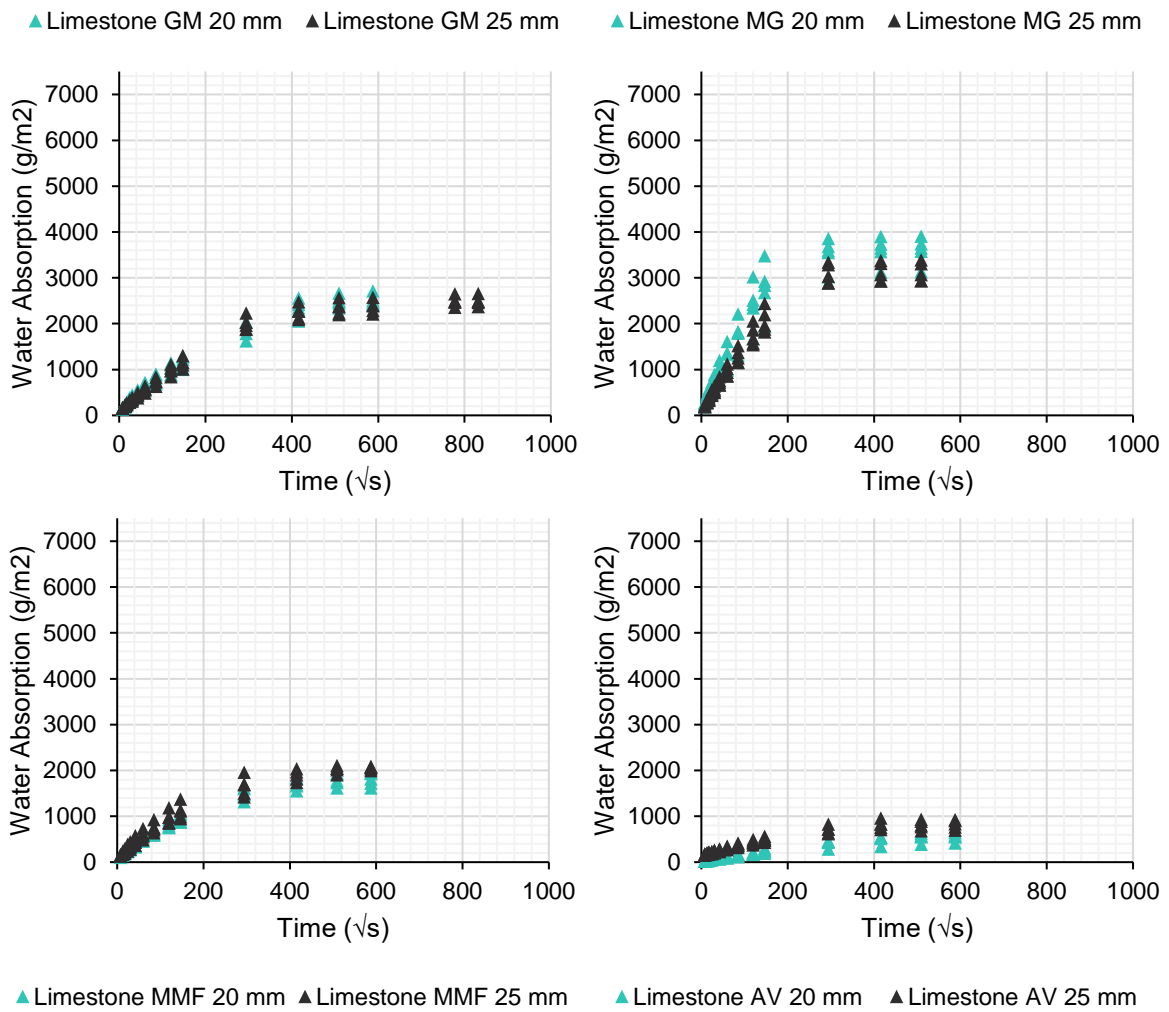 ▲ Limestone GM 20 mm ▲ Limestone GM 25 mm
Water Absorption (g/m2)
7000
6000
5000
4000
3000
2000
1000
0
0 200 400 600 800 1000
Time (√s)
▲ Limestone MG 20 mm ▲ Limestone MG 25 mm
Water Absorption (g/m2)
7000
6000
5000
4000
3000
2000
1000
0
0 200 400 600 800 1000
Time (√s)
Water Absorption (g/m2)
7000
6000
5000
4000
3000
2000
1000
0
0 200 400 600 800 1000
Time (√s)
▲ Limestone MMF 20 mm ▲ Limestone MMF 25 mm
Water Absorption (g/m2)
7000
6000
5000
4000
3000
2000
1000
0
0 200 400 600 800 1000
Time (√s)
▲ Limestone AV 20 mm ▲ Limestone AV 25 mm